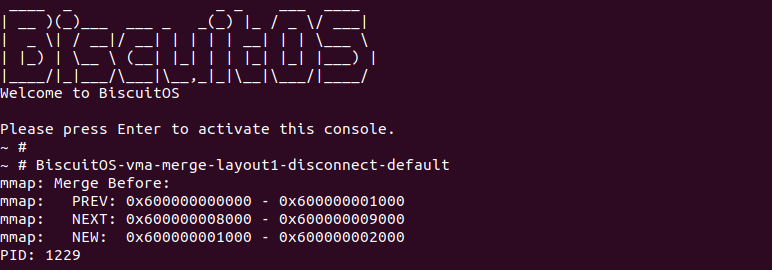 BiscuitOS
Welcome to BiscuitOS
Please press Enter to activate this console.
~ #
~ # BiscuitOS-vma-merge-layout1-disconnect-default
mmap: Merge Before:
mmap:   PREV: 0x600000000000 - 0x600000001000
mmap:   NEXT: 0x600000008000 - 0x600000009000
mmap:   NEW:  0x600000001000 - 0x600000002000
PID: 1229